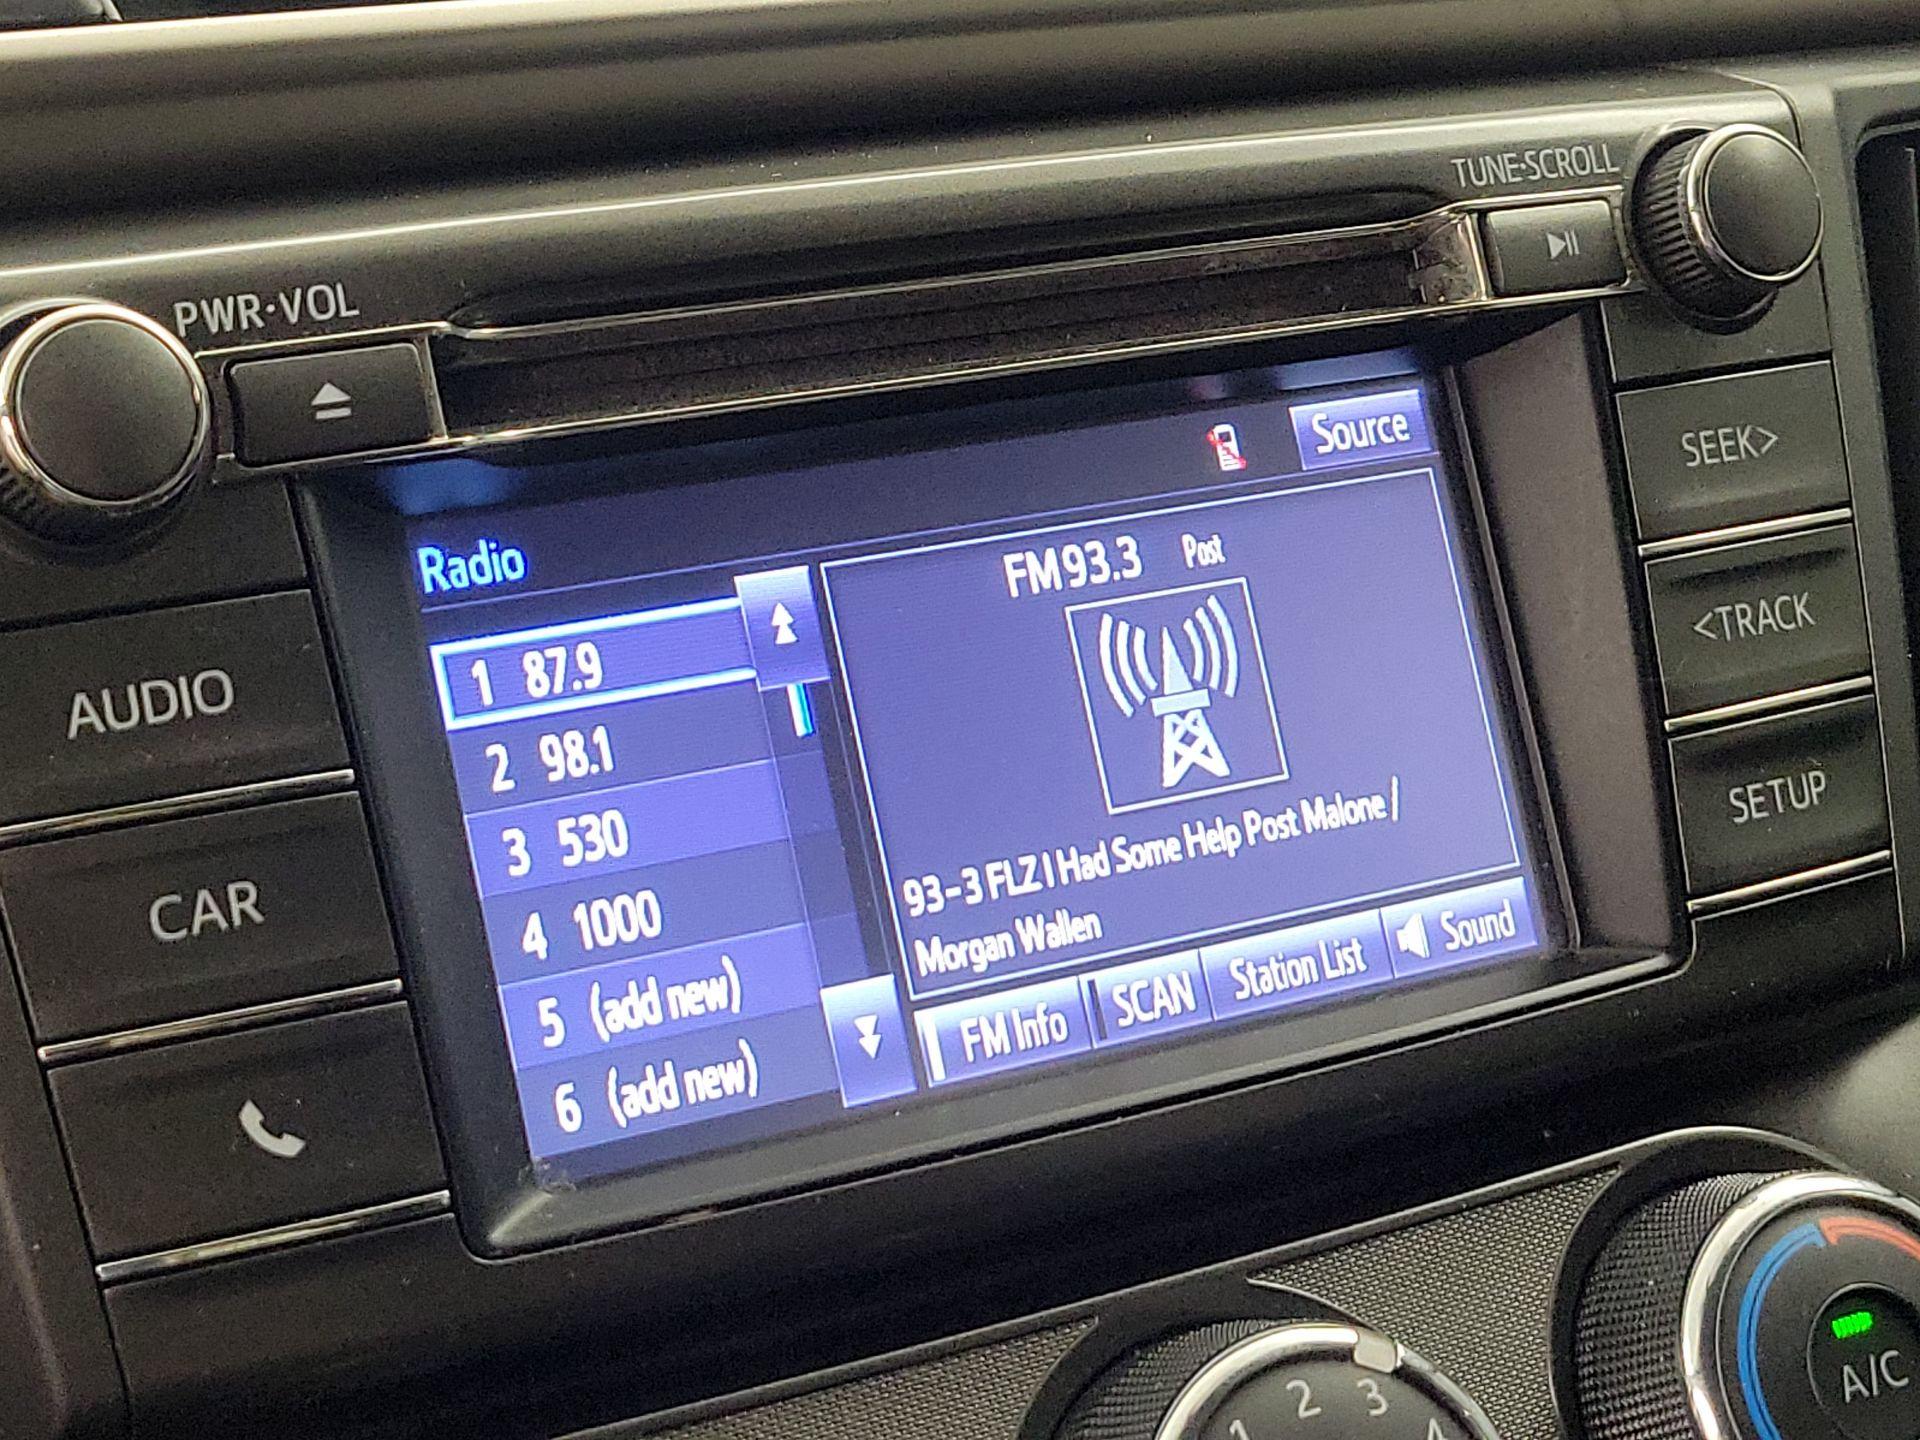 PWR·VOL
TUNE·SCROLL
AUDIO
CAR
SEEK>
<TRACK
SETUP
Source
Radio
1 87.9
2 98.1
3 530
4 1000
5 (add new)
6 (add new)
FM93.3 Post
93-3 FLZ I Had Some Help Post Malone /
Morgan Wallen
FM Info
SCAN
Station List
Sound
1 2 3 4
A/C